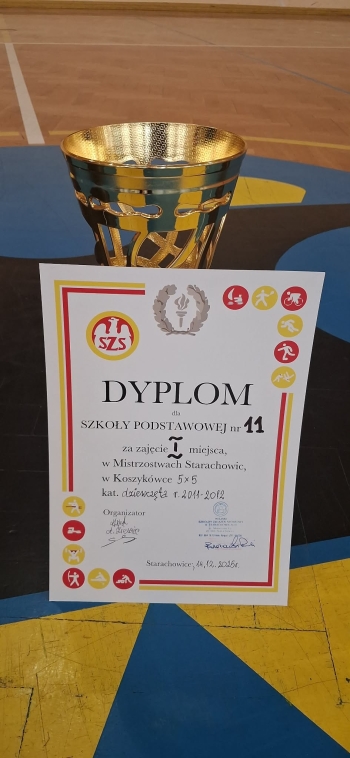 SZS
DYPLOM
dla
SZKOŁY PODSTAWOWEJ nr 11
za zajęcie I miejsca,
w Mistrzostwach Starachowic,
w Koszykówce 5x5
kat. dziewczęta r. 2011-2012
Organizator
Starachowice, 14.12.2025r.